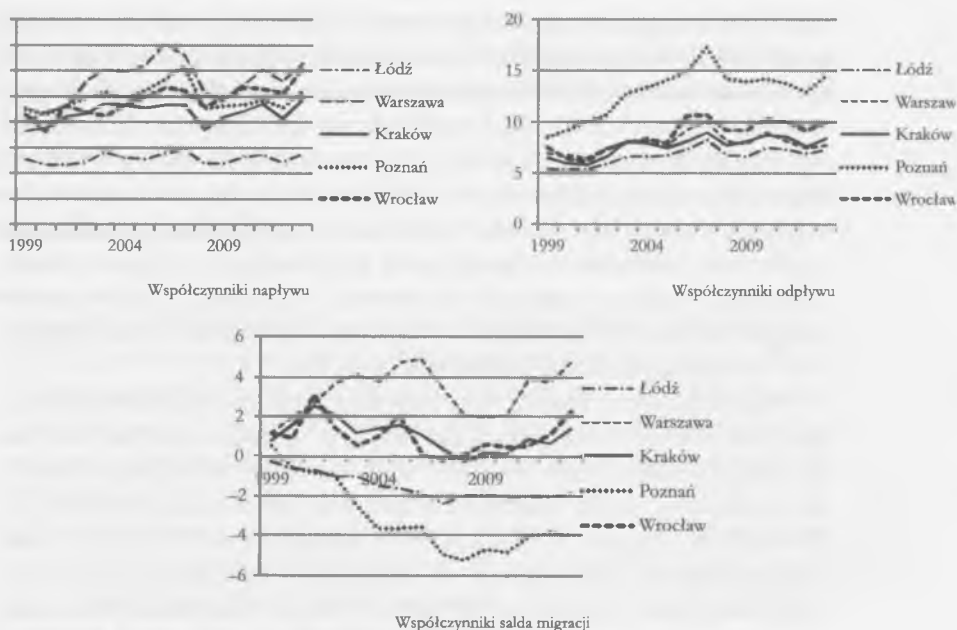 Łódź
Warszawa
Kraków
Poznań
Wrocław
1999 2004 2009
Współczynniki napływu
20
15
10
5
0
Łódź
Warszaw
Kraków
Poznań
Wrocław
1999 2004 2009
Współczynniki odpływu
6
4
2
0
-2
-4
-6
Łódź
Warszawa
Kraków
Poznań
Wrocław
1999 2004 2009
Współczynniki salda migracji